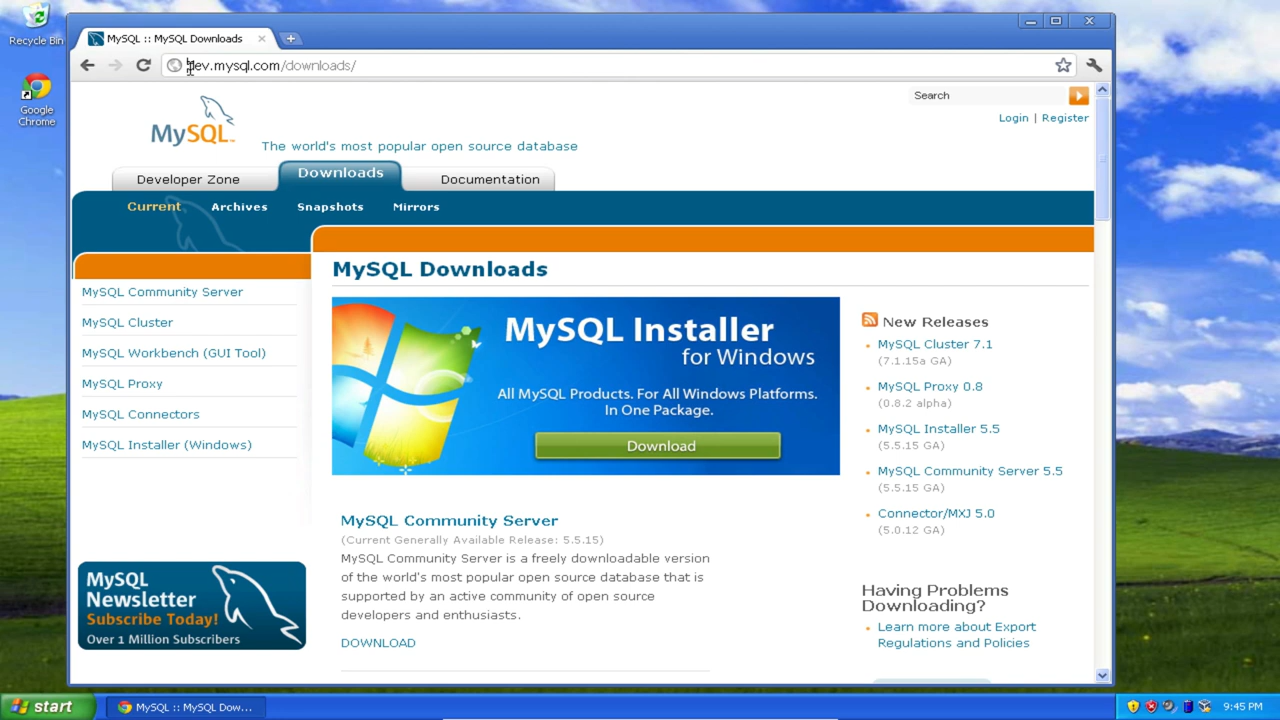 Recycle Bin
Google
Chrome
MySQL :: MySQL Downloads
dev.mysql.com/downloads/
Search
Login | Register
MySQL
The world's most popular open source database
Developer Zone
Downloads
Documentation
Current
Archives
Snapshots
Mirrors
MySQL Community Server
MySQL Cluster
MySQL Workbench (GUI Tool)
MySQL Proxy
MySQL Connectors
MySQL Installer (Windows)
MySQL
Newsletter
Subscribe Today!
Over 1 Million Subscribers
MySQL Downloads
MySQL Installer
for Windows
All MySQL Products. For All Windows Platforms.
In One Package.
Download
MySQL Community Server
(Current Generally Available Release: 5.5.15)
MySQL Community Server is a freely downloadable version
of the world's most popular open source database that is
supported by an active community of open source
developers and enthusiasts.
DOWNLOAD
New Releases
MySQL Cluster 7.1
(7.1.15a GA)
MySQL Proxy 0.8
(0.8.2 alpha)
MySQL Installer 5.5
(5.5.15 GA)
MySQL Community Server 5.5
(5.5.15 GA)
Connector/MXJ 5.0
(5.0.12 GA)
Having Problems
Downloading?
Learn more about Export
Regulations and Policies
start
MySQL :: MySQL Dow...
9:45 PM